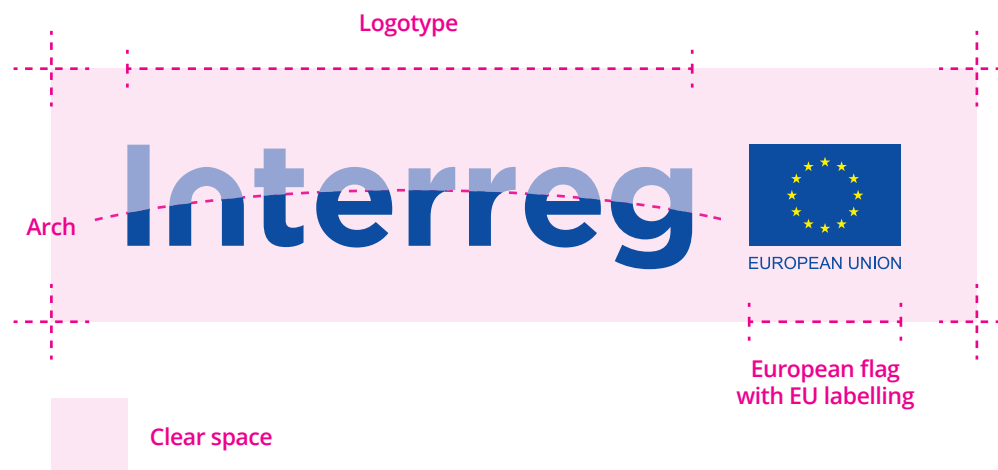 Logotype
Interreg
Arch
EUROPEAN UNION
European flag
with EU labelling
Clear space